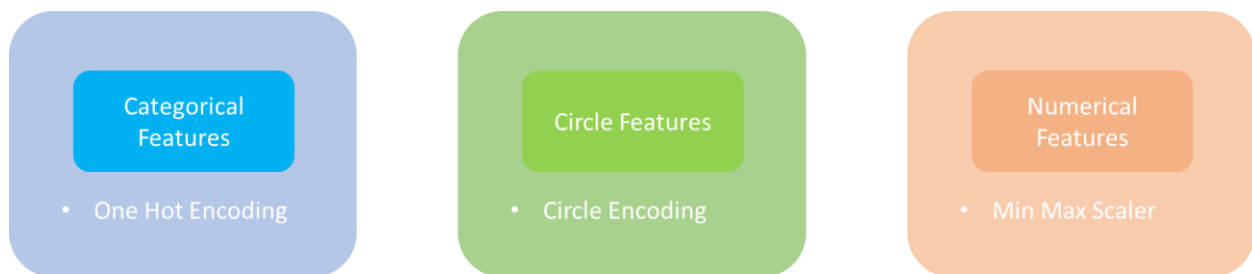 Categorical
Features
• One Hot Encoding
Circle Features
• Circle Encoding
Numerical
Features
• Min Max Scaler